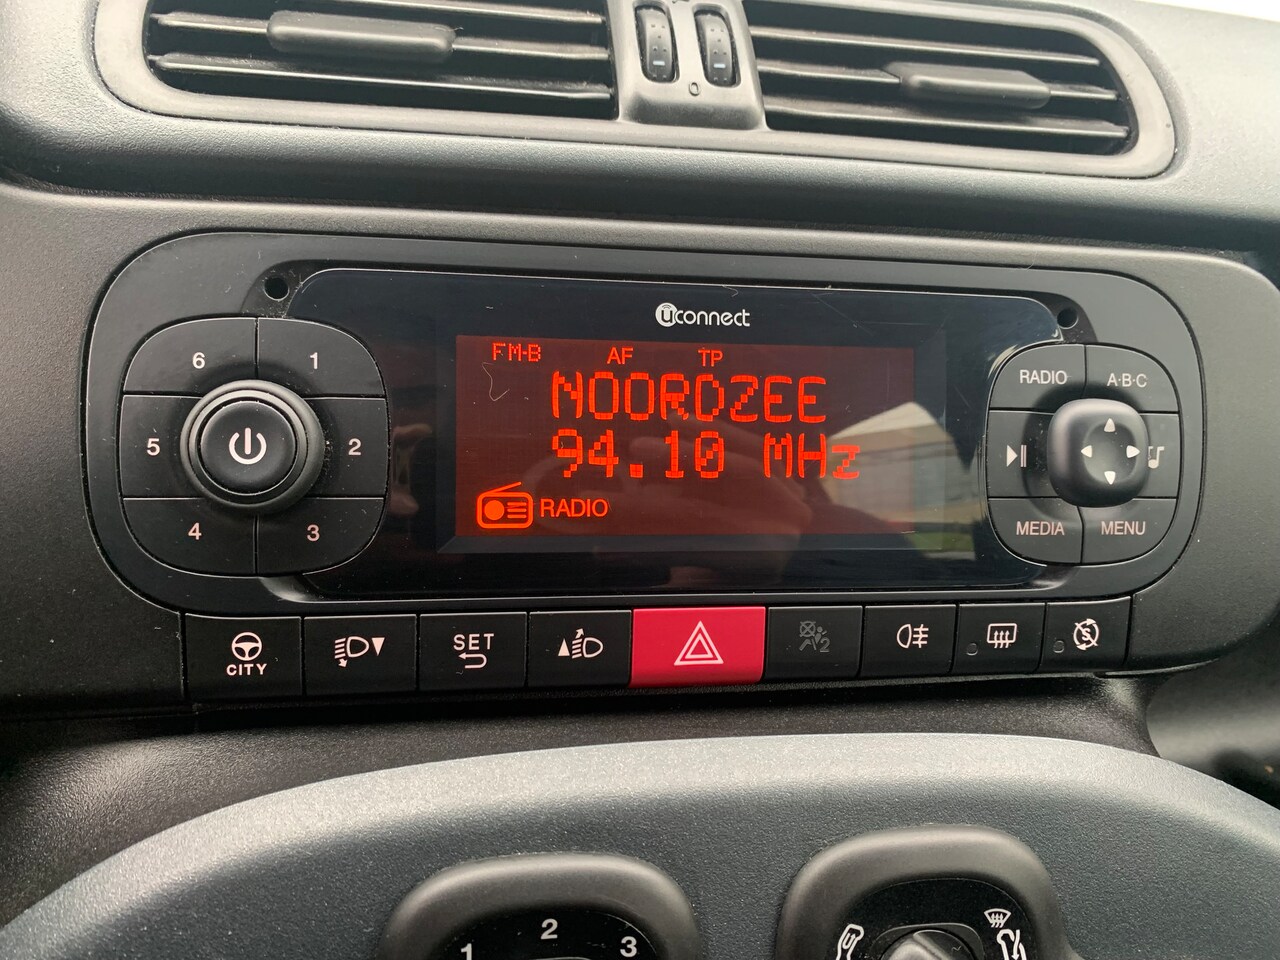 0
uconnect
FM-B AF TP
NOORDZEE
94.10 MHz
RADIO
6 1
5 2
4 3
RADIO A·B·C
MEDIA MENU
CITY
SET
2
1 2 3